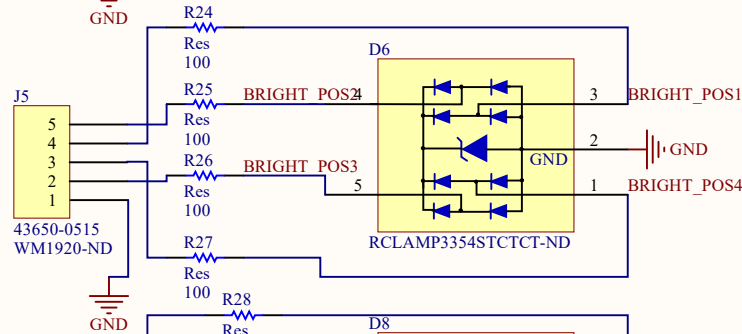 GND
R24
Res
100
D6
J5
R25
BRIGHT_POS2
4
3
BRIGHT_POS1
5
4
3
2
1
Res
100
R26
BRIGHT_POS3
5
2
GND
GND
1
BRIGHT_POS4
Res
100
43650-0515
WM1920-ND
RCLAMP3354STCTCT-ND
R27
Res
100
GND
R28
Res
D8